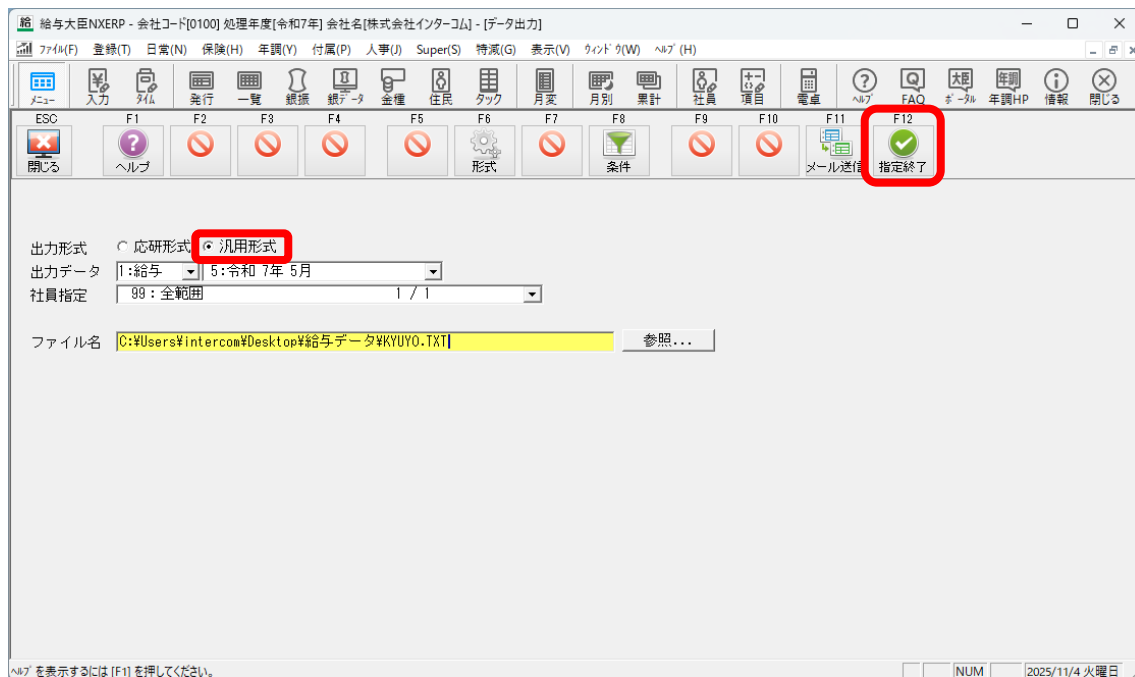 給 給与大臣NXERP - 会社コード[0100] 処理年度[令和7年] 会社名[株式会社インターコム] - [データ出力]
ファイル(F) 登録(T) 日常(N) 保険(H) 年調(Y) 付属(P) 人事(J) Super(S) 特減(G) 表示(V) ウィンドウ(W) ヘルプ(H)
メニュー 入力 タイム 発行 一覧 銀振 銀データ 金種 住民 タック 月変 月別 累計 社員 項目 電卓 ヘルプ FAQ ポータル 年調HP 情報 閉じる
ESC F1 F2 F3 F4 F5 F6 F7 F8 F9 F10 F11 F12
閉じる ヘルプ 形式 条件 メール送信 指定終了
出力形式 応研形式 汎用形式
出力データ 1:給与 5:令和 7年 5月
社員指定 99:全範囲 1 / 1
ファイル名 C:¥Users¥intercom¥Desktop¥給与データ¥KYUYO.TXT 参照...
ヘルプを表示するには [F1] を押してください。 NUM 2025/11/4 火曜日